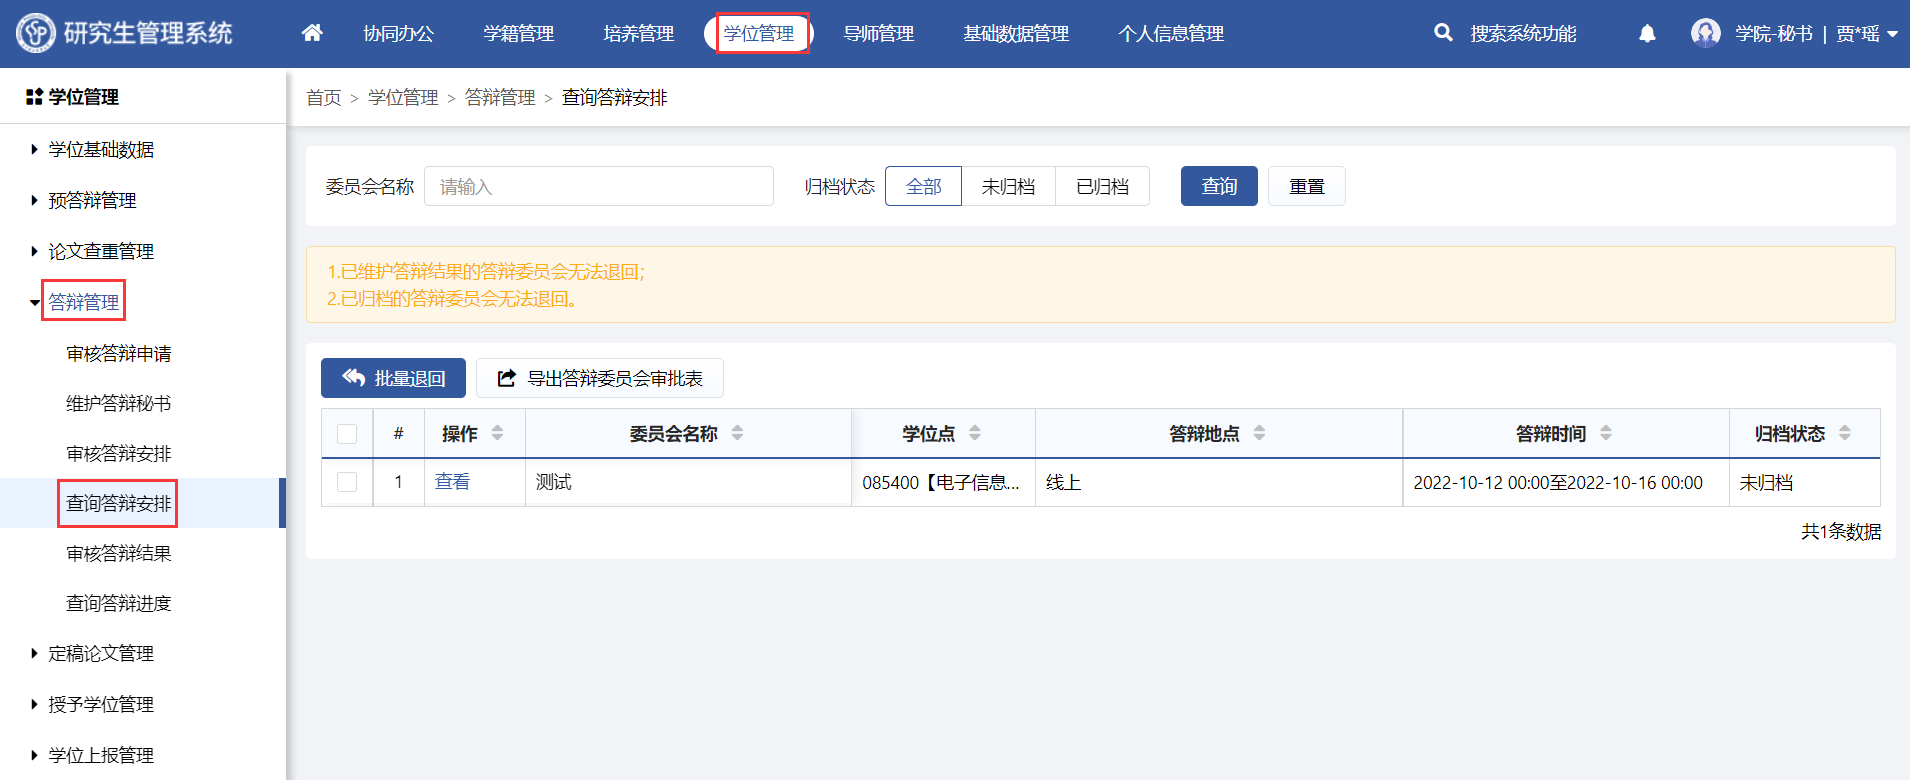 研究生管理系统
协同办公 学籍管理 培养管理 学位管理 导师管理 基础数据管理 个人信息管理 搜索系统功能 学院-秘书 | 贾*瑶
学位管理
首页 > 学位管理 > 答辩管理 > 查询答辩安排
学位基础数据
预答辩管理
论文查重管理
答辩管理
审核答辩申请
维护答辩秘书
审核答辩安排
查询答辩安排
审核答辩结果
查询答辩进度
定稿论文管理
授予学位管理
学位上报管理
委员会名称 请输入 归档状态 全部 未归档 已归档 查询 重置
1.已维护答辩结果的答辩委员会无法退回;
2.已归档的答辩委员会无法退回。
批量退回 导出答辩委员会审批表
# 操作 委员会名称 学位点 答辩地点 答辩时间 归档状态
1 查看 测试 085400【电子信息... 线上 2022-10-12 00:00至2022-10-16 00:00 未归档
共1条数据